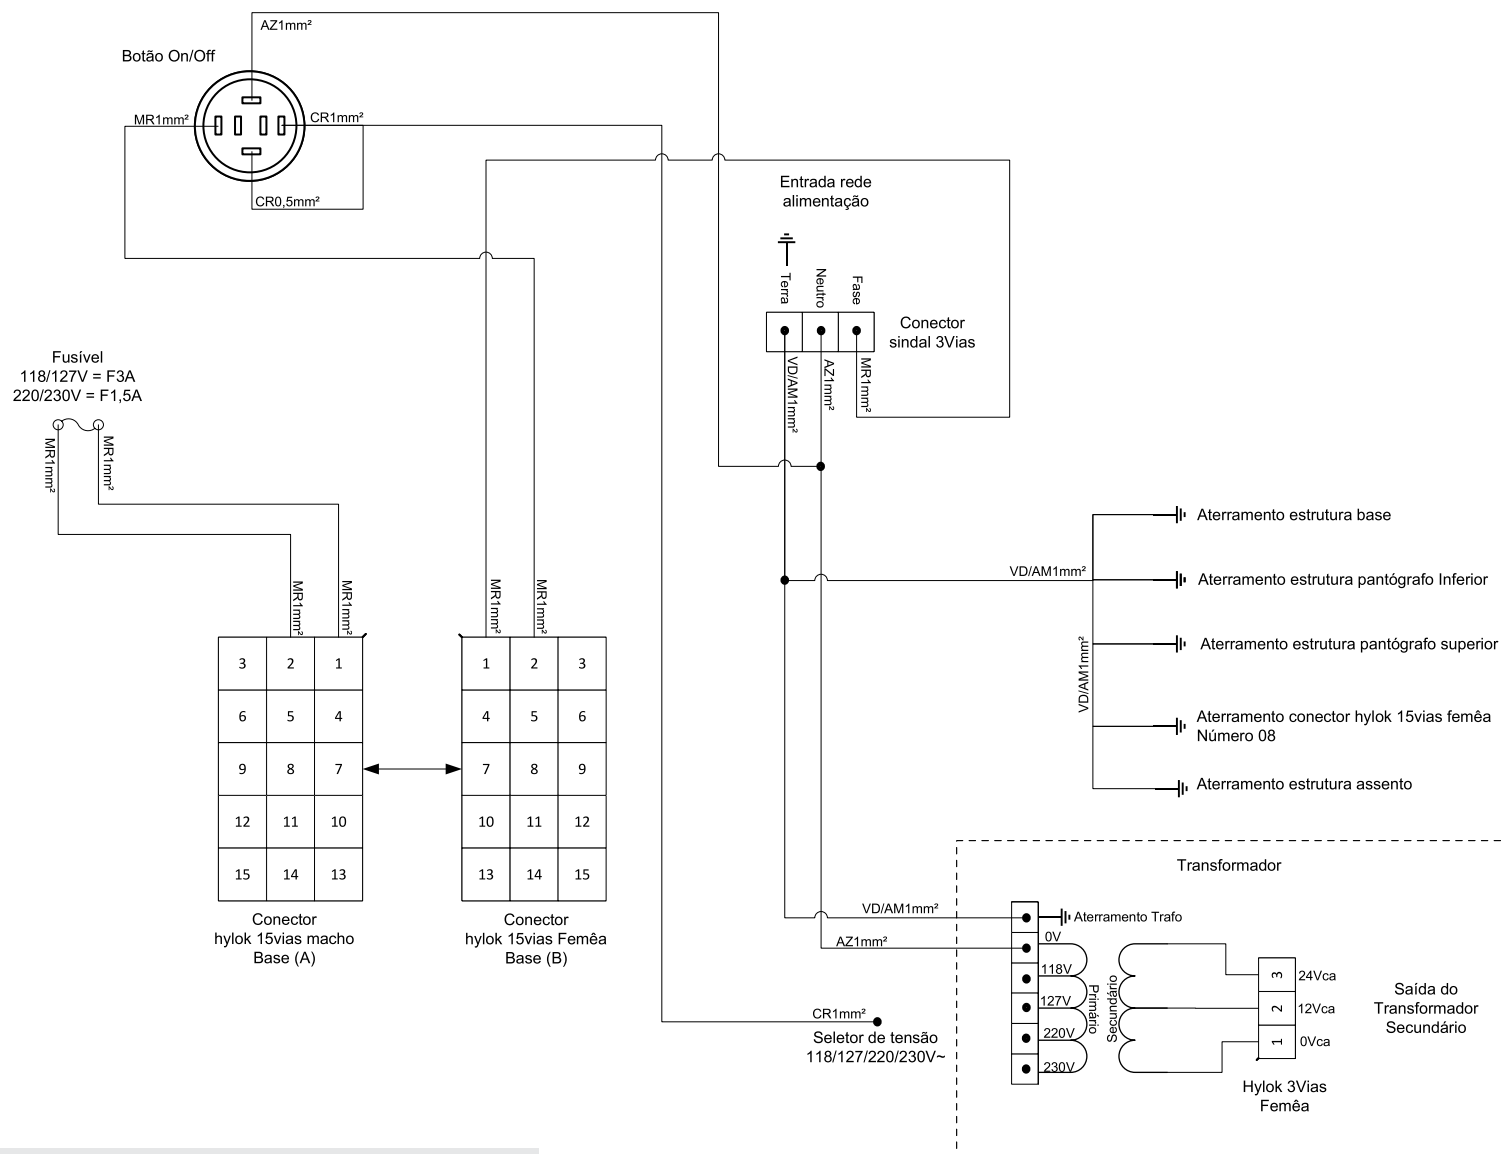 AZ1mm²
Botão On/Off
MR1mm²
CR1mm²
CR0,5mm²
Entrada rede
alimentação
Terra
Neutro
Fase
Conector
sindal 3Vias
VD/AM1mm²
AZ1mm²
MR1mm²
Fusível
118/127V = F3A
220/230V = F1,5A
MR1mm²
MR1mm²
MR1mm²
MR1mm²
MR1mm²
MR1mm²
3 2 1
6 5 4
9 8 7
12 11 10
15 14 13
Conector
hylok 15vias macho
Base (A)
1 2 3
4 5 6
7 8 9
10 11 12
13 14 15
Conector
hylok 15vias Femêa
Base (B)
VD/AM1mm²
VD/AM1mm²
Aterramento estrutura base
Aterramento estrutura pantógrafo Inferior
Aterramento estrutura pantógrafo superior
Aterramento conector hylok 15vias femêa
Número 08
Aterramento estrutura assento
Transformador
VD/AM1mm²
Aterramento Trafo
AZ1mm²
0V
118V
127V
220V
230V
Primário
Secundário
3
2
1
24Vca
12Vca
0Vca
Saída do
Transformador
Secundário
Hylok 3Vias
Femêa
CR1mm²
Seletor de tensão
118/127/220/230V~